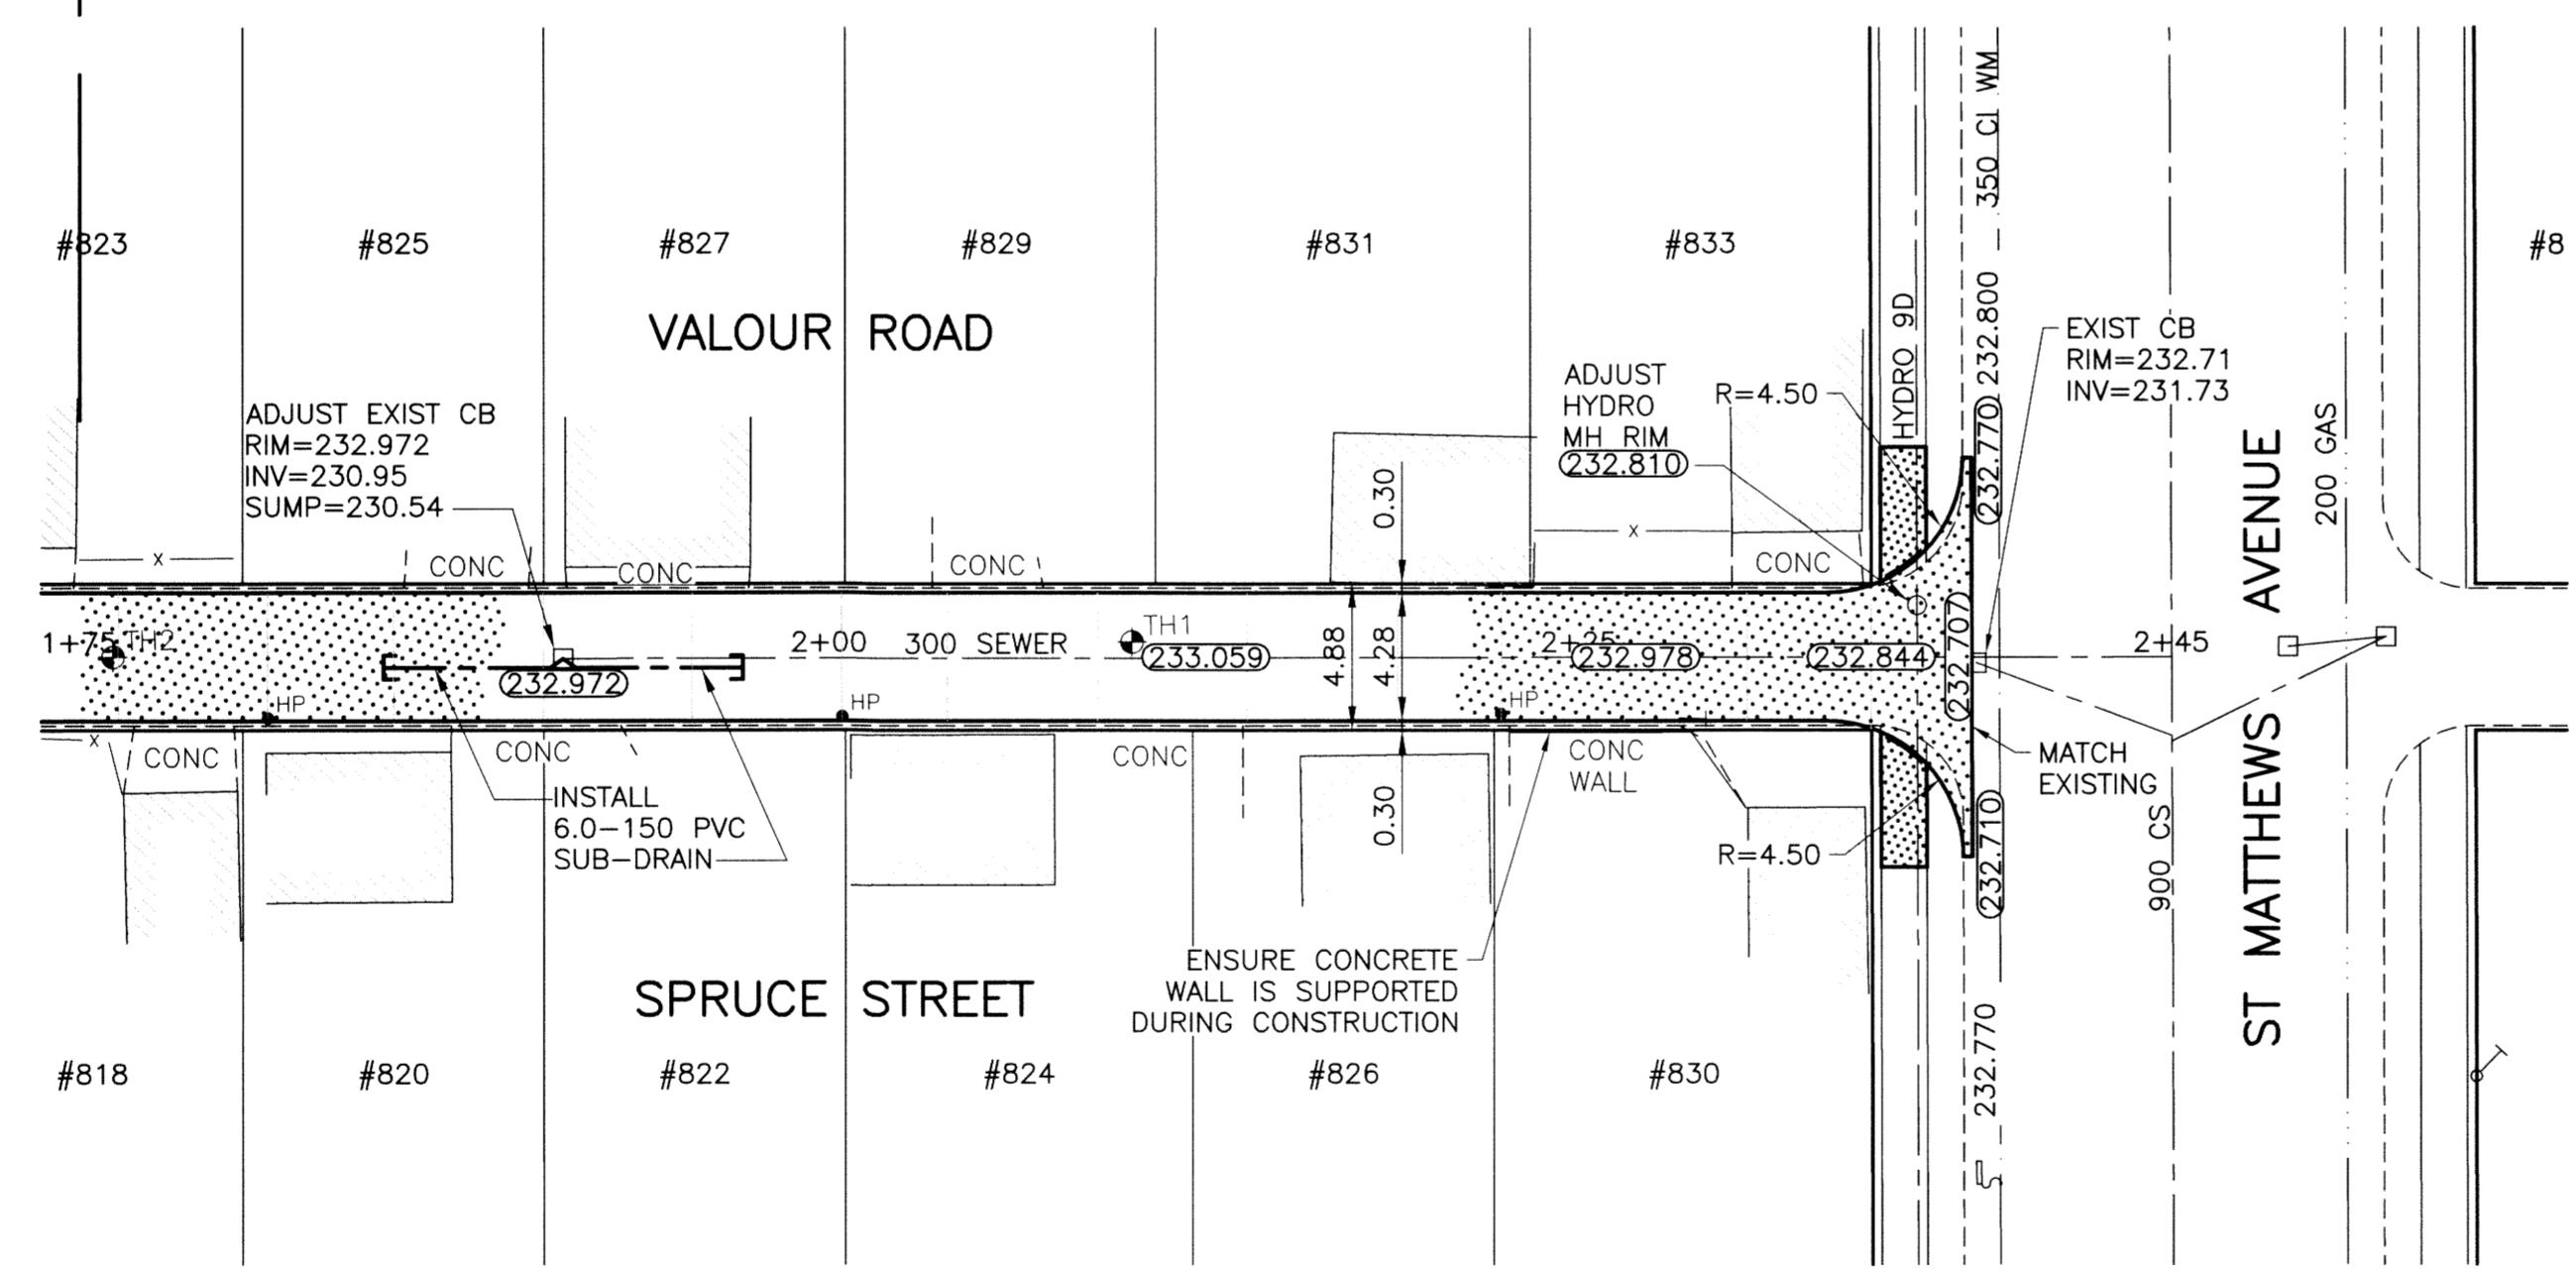 #823
#825
#827
#829
#831
#833
#8
VALOUR ROAD
350 CI WM
HYDRO 9D
232.800
232.770
EXIST CB
RIM=232.71
INV=231.73
ADJUST
HYDRO
MH RIM
232.810
R=4.50
ADJUST EXIST CB
RIM=232.972
INV=230.95
SUMP=230.54
200 GAS
ST MATTHEWS AVENUE
0.30
x
x
CONC
CONC
CONC
CONC
1+75
TH2
2+00
300 SEWER
TH1
233.059
4.88
4.28
2+25
232.978
232.844
232.707
2+45
232.972
HP
HP
HP
x
CONC
CONC
CONC
CONC
WALL
MATCH
EXISTING
INSTALL
6.0-150 PVC
SUB-DRAIN
0.30
R=4.50
232.710
900 CS
ENSURE CONCRETE
WALL IS SUPPORTED
DURING CONSTRUCTION
SPRUCE STREET
232.770
#818
#820
#822
#824
#826
#830